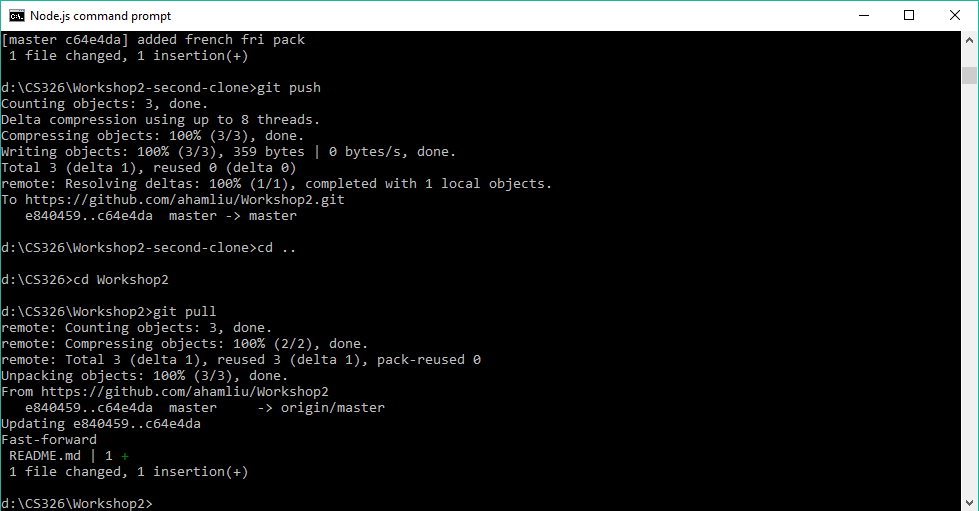 Node.js command prompt
[master c64e4da] added french fri pack
 1 file changed, 1 insertion(+)
d:\CS326\Workshop2-second-clone>git push
Counting objects: 3, done.
Delta compression using up to 8 threads.
Compressing objects: 100% (3/3), done.
Writing objects: 100% (3/3), 359 bytes | 0 bytes/s, done.
Total 3 (delta 1), reused 0 (delta 0)
remote: Resolving deltas: 100% (1/1), completed with 1 local objects.
To https://github.com/ahamliu/Workshop2.git
   e840459..c64e4da  master -> master
d:\CS326\Workshop2-second-clone>cd ..
d:\CS326>cd Workshop2
d:\CS326\Workshop2>git pull
remote: Counting objects: 3, done.
remote: Compressing objects: 100% (2/2), done.
remote: Total 3 (delta 1), reused 3 (delta 1), pack-reused 0
Unpacking objects: 100% (3/3), done.
From https://github.com/ahamliu/Workshop2
   e840459..c64e4da  master     -> origin/master
Updating e840459..c64e4da
Fast-forward
 README.md | 1 +
 1 file changed, 1 insertion(+)
d:\CS326\Workshop2>